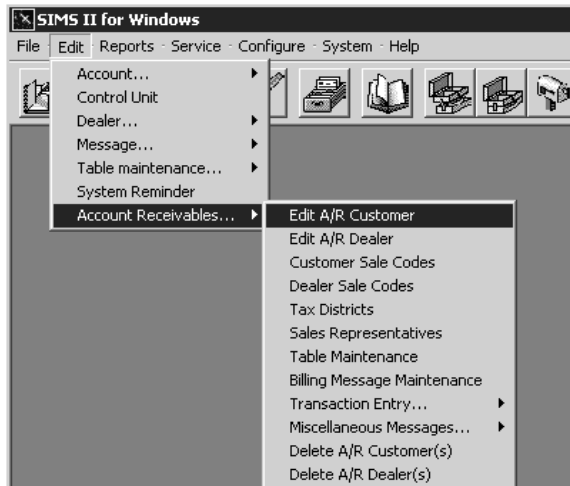 SIMS II for Windows
File Edit Reports Service Configure System Help
Account...
Control Unit
Dealer...
Message...
Table maintenance...
System Reminder
Account Receivables...
Edit A/R Customer
Edit A/R Dealer
Customer Sale Codes
Dealer Sale Codes
Tax Districts
Sales Representatives
Table Maintenance
Billing Message Maintenance
Transaction Entry...
Miscellaneous Messages...
Delete A/R Customer(s)
Delete A/R Dealer(s)